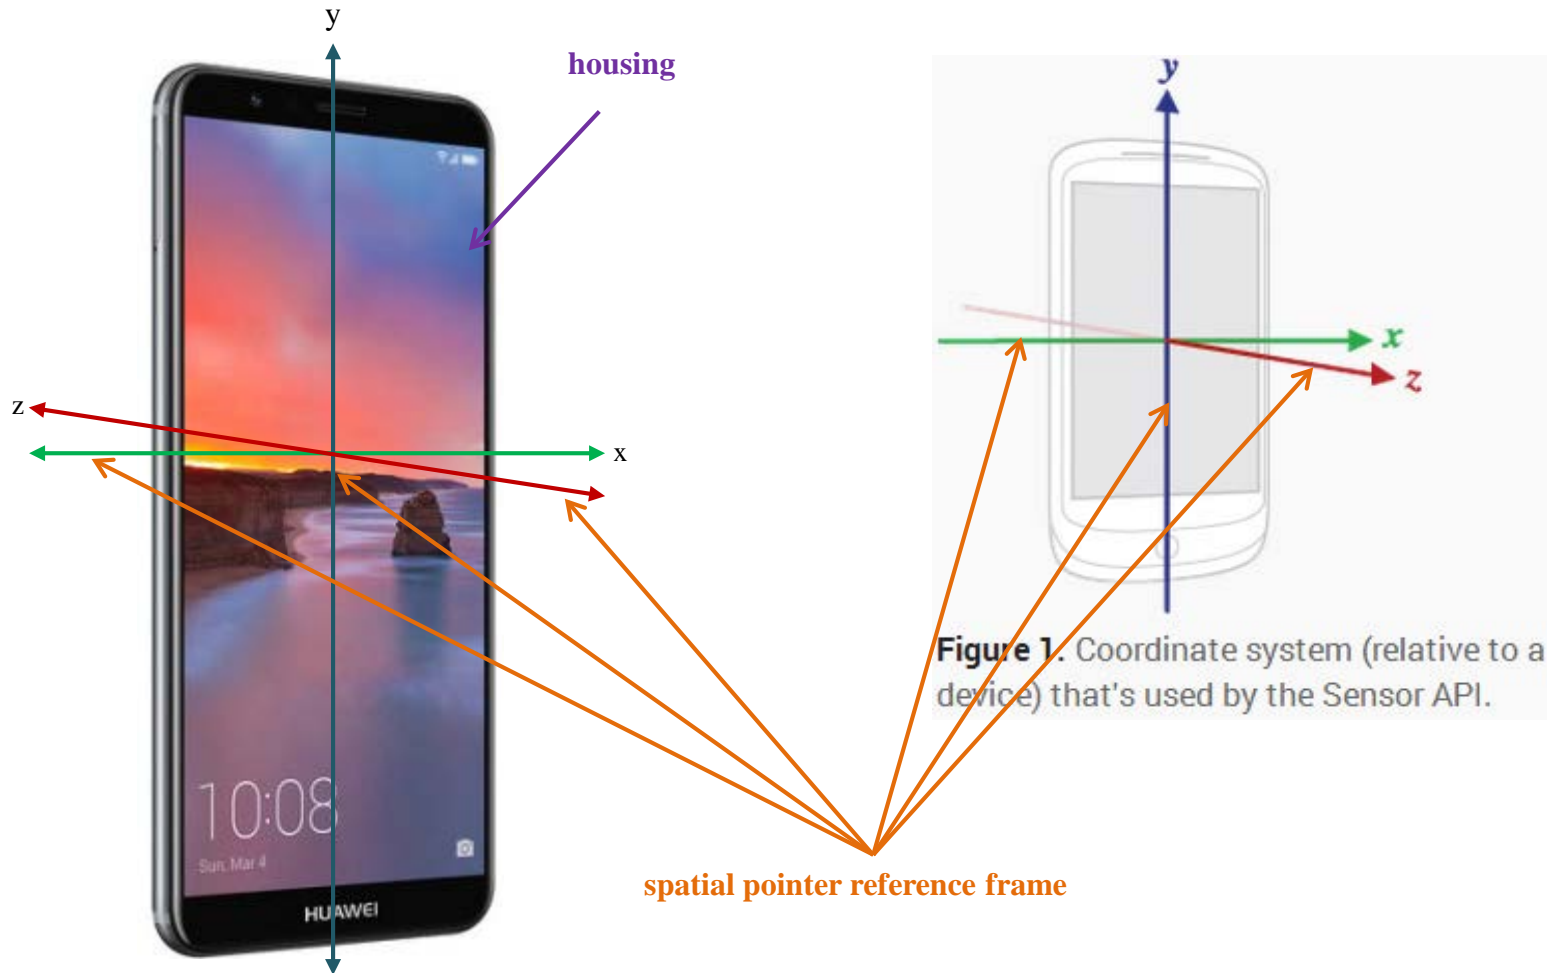 y
housing
z
x
10:08
Sun, Mar 4
HUAWEI
y
x
z
Figure 1. Coordinate system (relative to a
device) that's used by the Sensor API.
spatial pointer reference frame